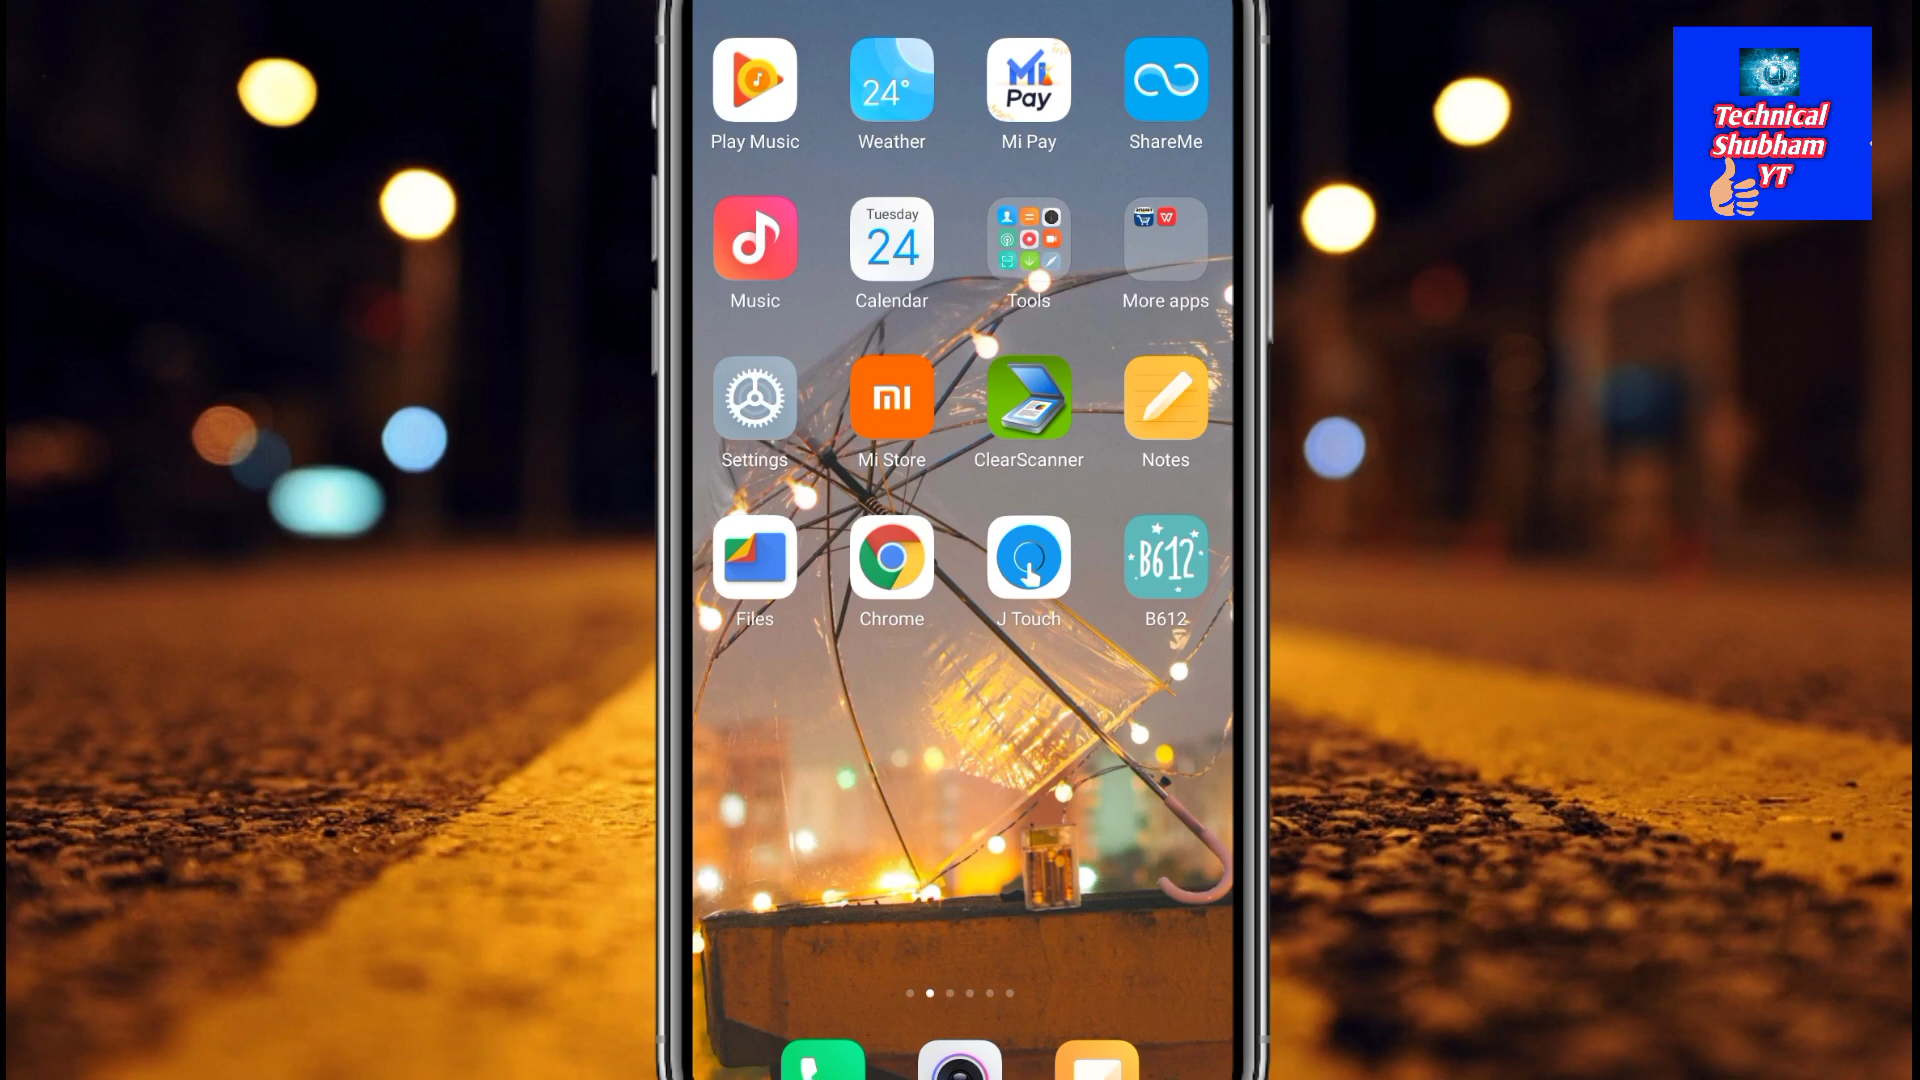 Technical
Shubham
YT
24°
Mi
Pay
Play Music
Weather
Mi Pay
ShareMe
Tuesday
24
Music
Calendar
Tools
More apps
mi
Settings
Mi Store
ClearScanner
Notes
B612
Files
Chrome
J Touch
B612